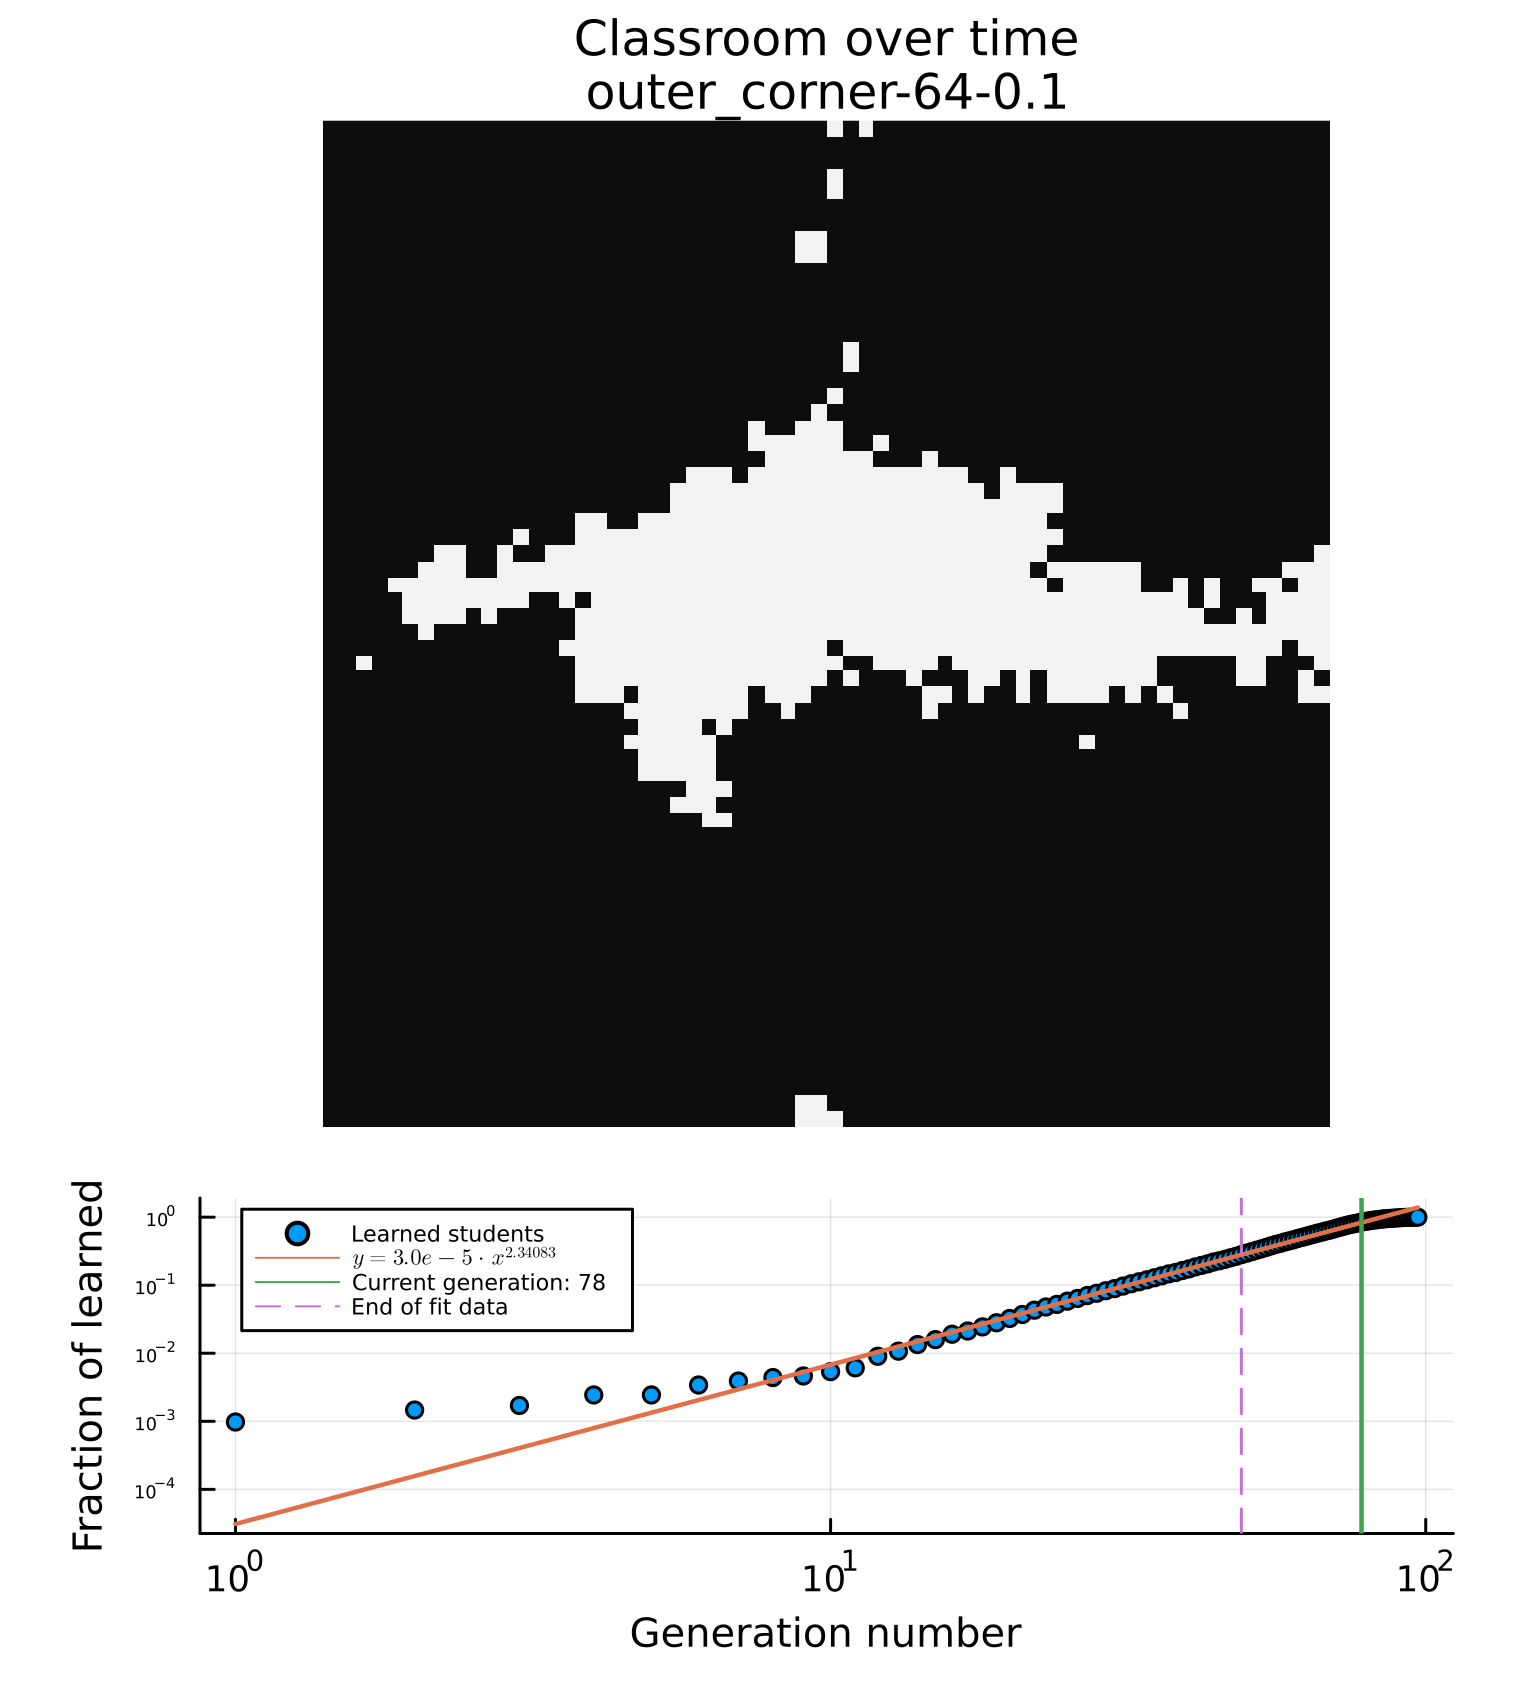 Classroom over time
outer_corner-64-0.1
Fraction of learned
10^0
10^-1
10^-2
10^-3
10^-4
Learned students
y = 3.0e − 5 · x^2.34083
Current generation: 78
End of fit data
10^0 10^1 10^2
Generation number